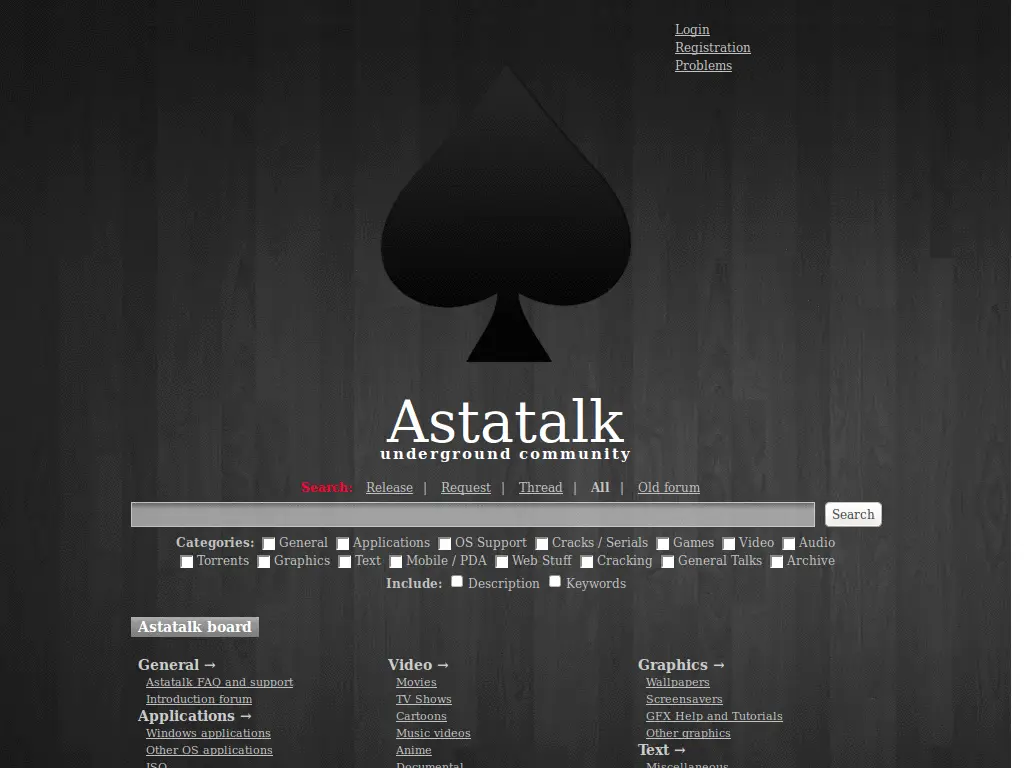 Login
Registration
Problems
Astatalk
underground community
Search: Release | Request | Thread | All | Old forum
Search
Categories: General Applications OS Support Cracks / Serials Games Video Audio
Torrents Graphics Text Mobile / PDA Web Stuff Cracking General Talks Archive
Include: Description Keywords
Astatalk board
General →
Astatalk FAQ and support
Introduction forum
Applications →
Windows applications
Other OS applications
ISO
Video →
Movies
TV Shows
Cartoons
Music videos
Anime
Documental
Graphics →
Wallpapers
Screensavers
GFX Help and Tutorials
Other graphics
Text →
Miscellaneous